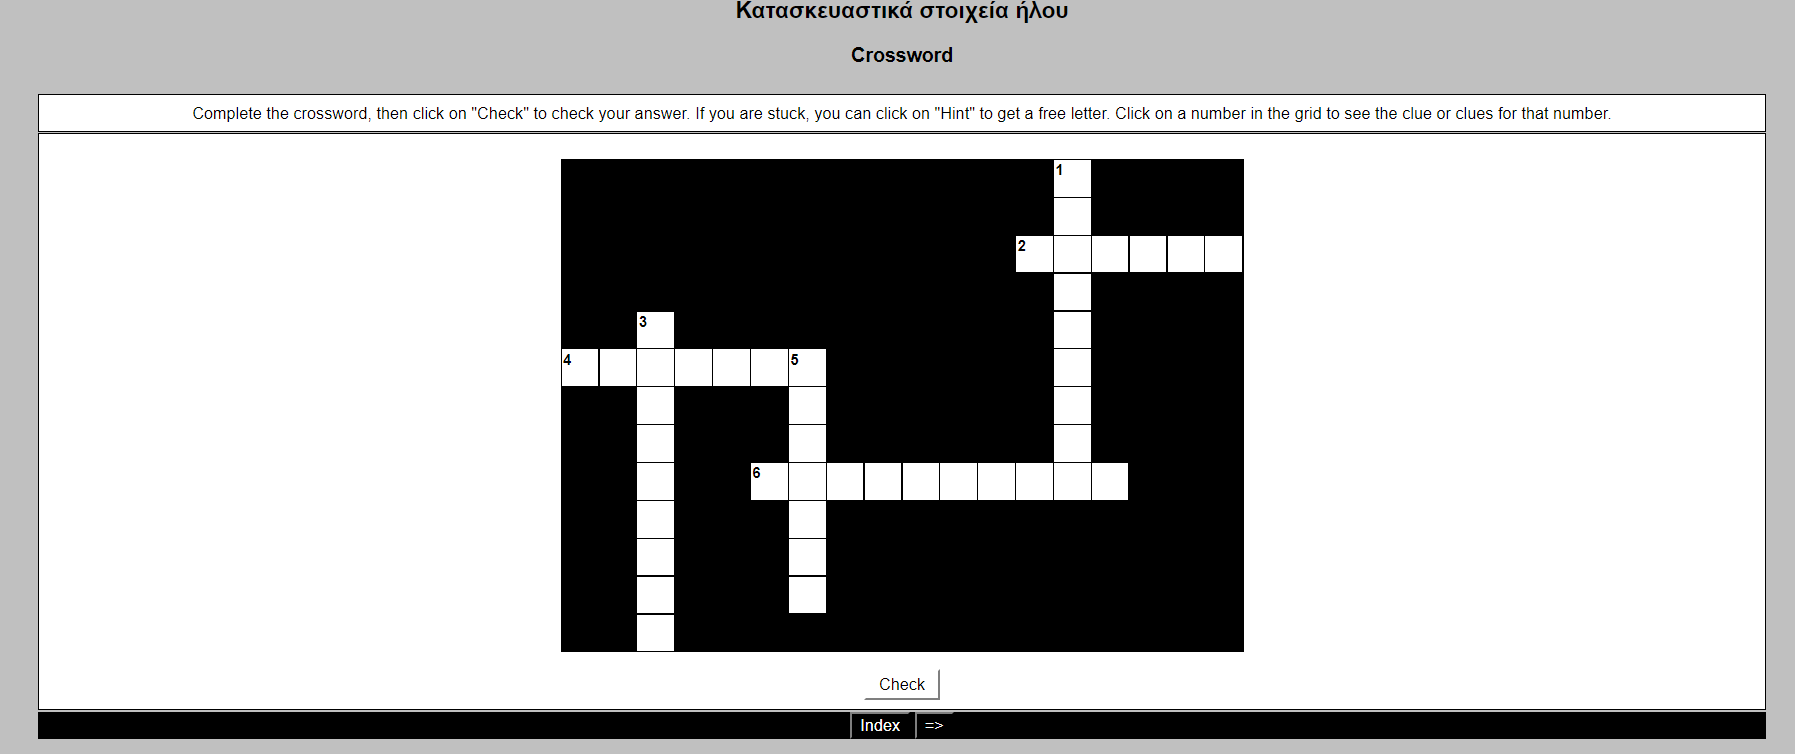 Κατασκευαστικά στοιχεία ήλου
Crossword
Complete the crossword, then click on "Check" to check your answer. If you are stuck, you can click on "Hint" to get a free letter. Click on a number in the grid to see the clue or clues for that number.
1
2
3
4 5
6
Check
Index =>